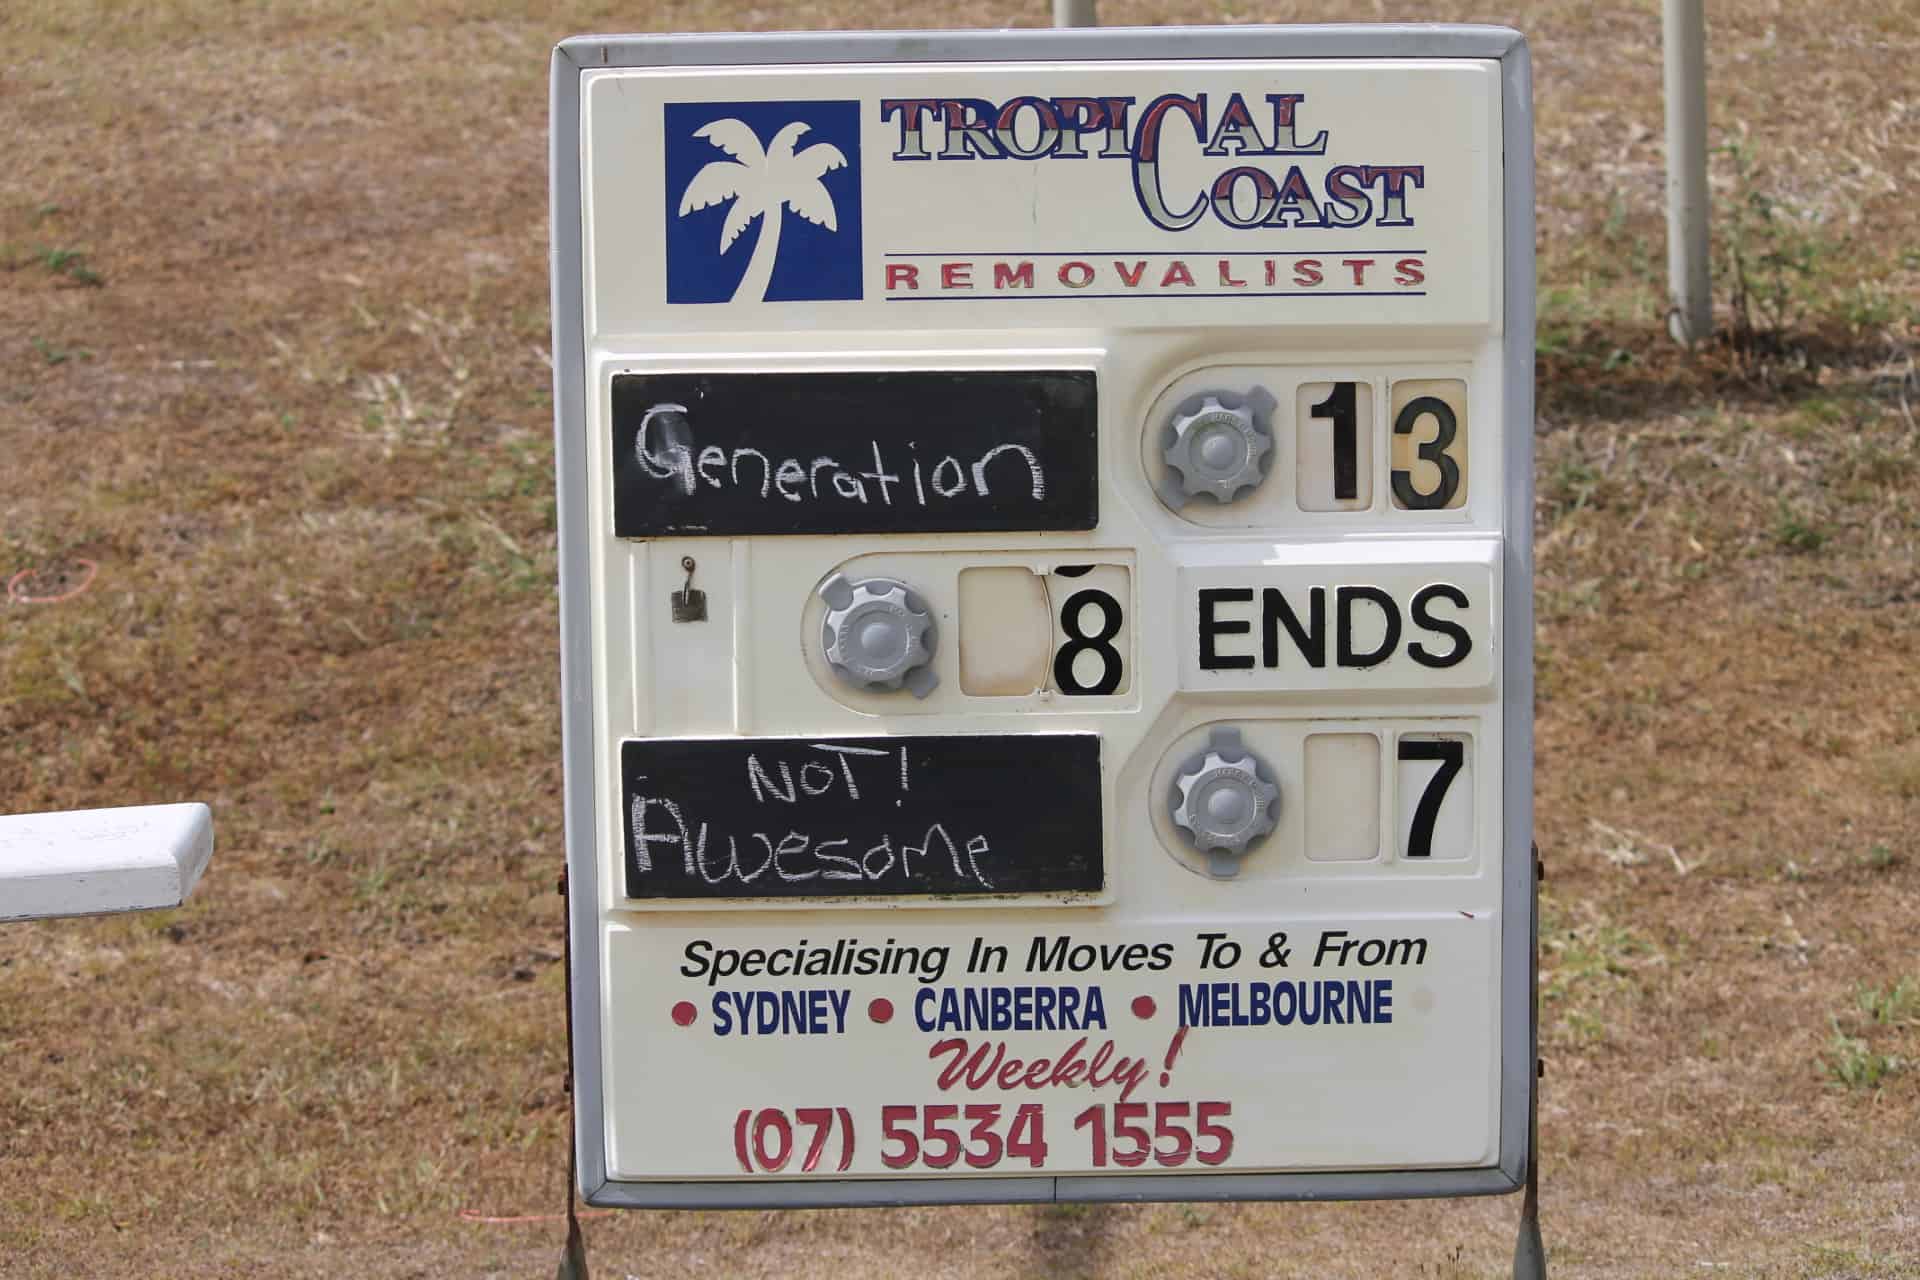 TROPICAL
COAST
REMOVALISTS
Generation 13
8 ENDS
NOT!
Awesome 7
Specialising In Moves To & From
• SYDNEY • CANBERRA • MELBOURNE
Weekly!
(07) 5534 1555